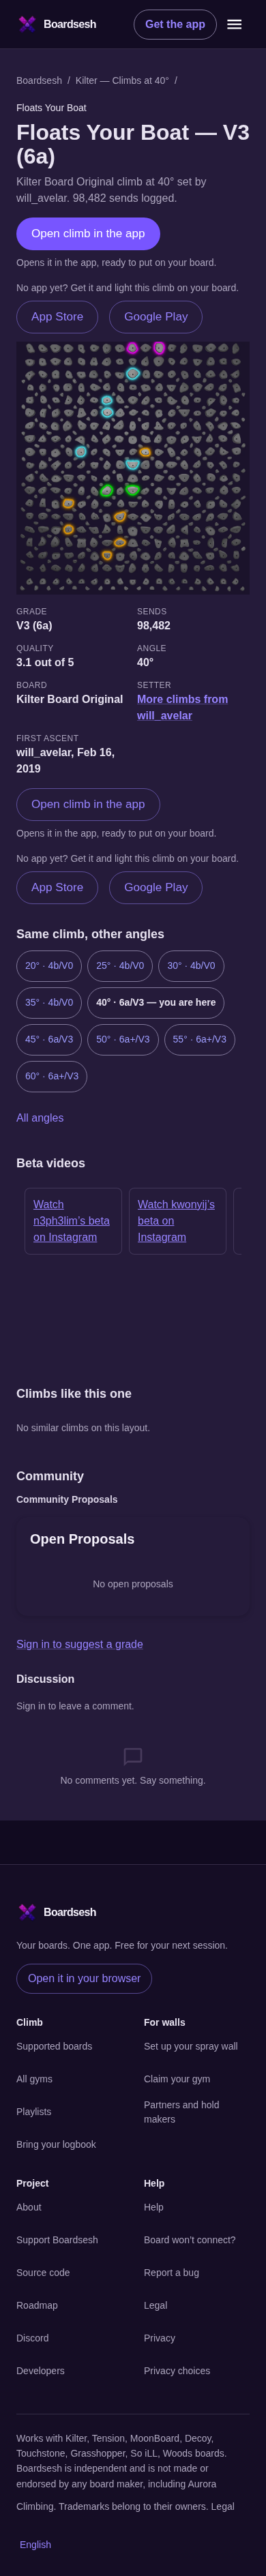 Boardsesh
Get the app
Boardsesh / Kilter — Climbs at 40° /
Floats Your Boat
Floats Your Boat — V3
(6a)
Kilter Board Original climb at 40° set by
will_avelar. 98,482 sends logged.
Open climb in the app
Opens it in the app, ready to put on your board.
No app yet? Get it and light this climb on your board.
App Store
Google Play
GRADE
V3 (6a)
SENDS
98,482
QUALITY
3.1 out of 5
ANGLE
40°
BOARD
Kilter Board Original
SETTER
More climbs from
will_avelar
FIRST ASCENT
will_avelar, Feb 16,
2019
Open climb in the app
Opens it in the app, ready to put on your board.
No app yet? Get it and light this climb on your board.
App Store
Google Play
Same climb, other angles
20° · 4b/V0
25° · 4b/V0
30° · 4b/V0
35° · 4b/V0
40° · 6a/V3 — you are here
45° · 6a/V3
50° · 6a+/V3
55° · 6a+/V3
60° · 6a+/V3
All angles
Beta videos
Watch
n3ph3lim's beta
on Instagram
Watch kwonyij's
beta on
Instagram
Climbs like this one
No similar climbs on this layout.
Community
Community Proposals
Open Proposals
No open proposals
Sign in to suggest a grade
Discussion
Sign in to leave a comment.
No comments yet. Say something.
Boardsesh
Your boards. One app. Free for your next session.
Open it in your browser
Climb
Supported boards
All gyms
Playlists
Bring your logbook
For walls
Set up your spray wall
Claim your gym
Partners and hold
makers
Project
About
Support Boardsesh
Source code
Roadmap
Discord
Developers
Help
Help
Board won't connect?
Report a bug
Legal
Privacy
Privacy choices
Works with Kilter, Tension, MoonBoard, Decoy,
Touchstone, Grasshopper, So iLL, Woods boards.
Boardsesh is independent and is not made or
endorsed by any board maker, including Aurora
Climbing. Trademarks belong to their owners. Legal
English